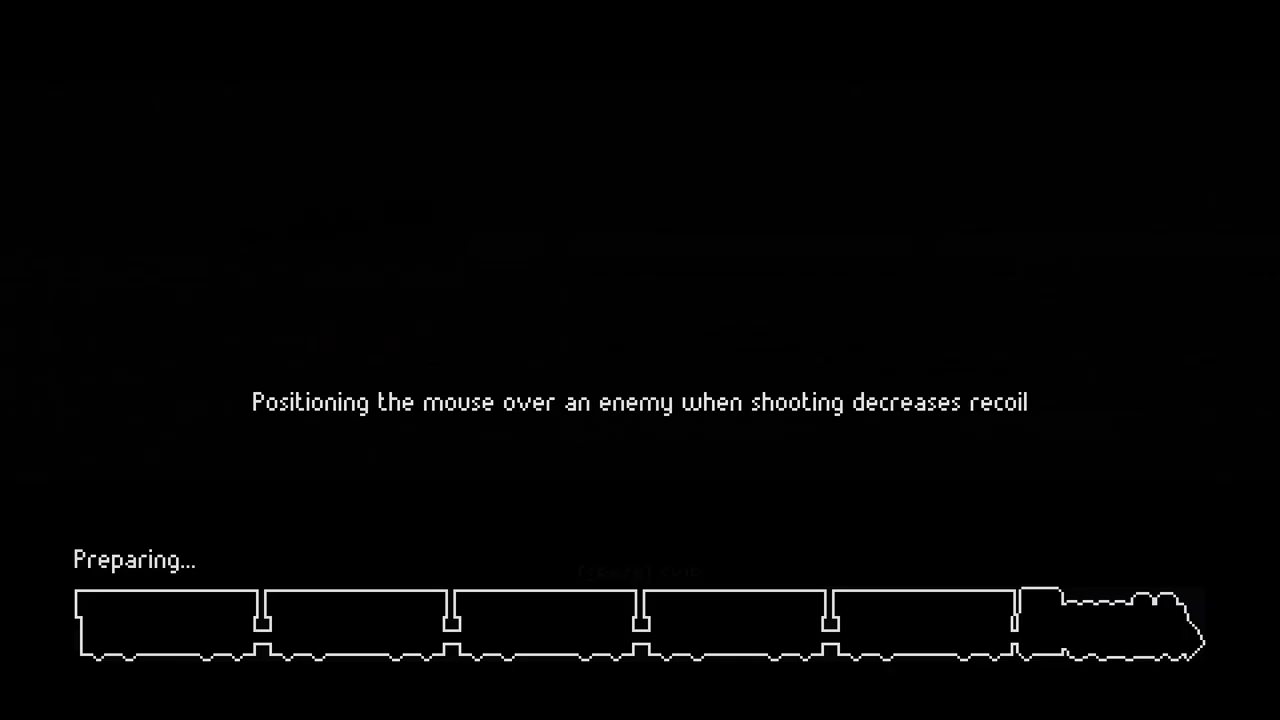 Positioning the mouse over an enemy when shooting decreases recoil
Preparing...